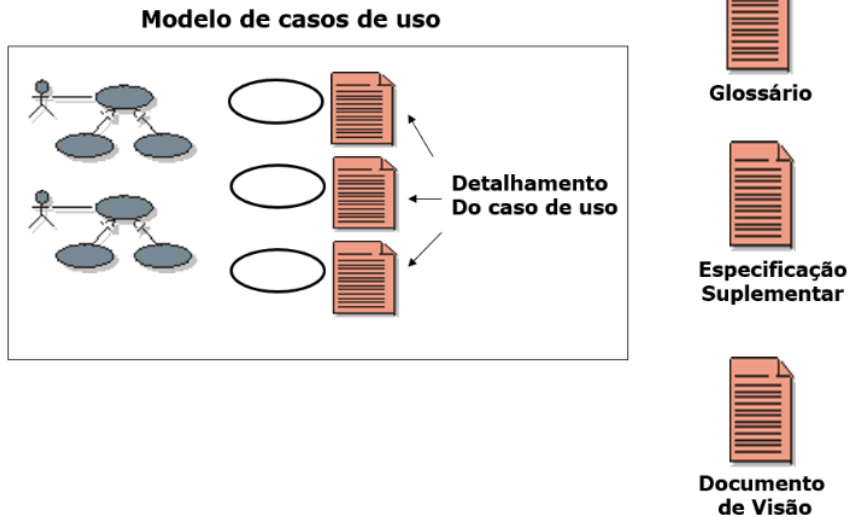 Modelo de casos de uso
Detalhamento
Do caso de uso
Glossário
Especificação
Suplementar
Documento
de Visão